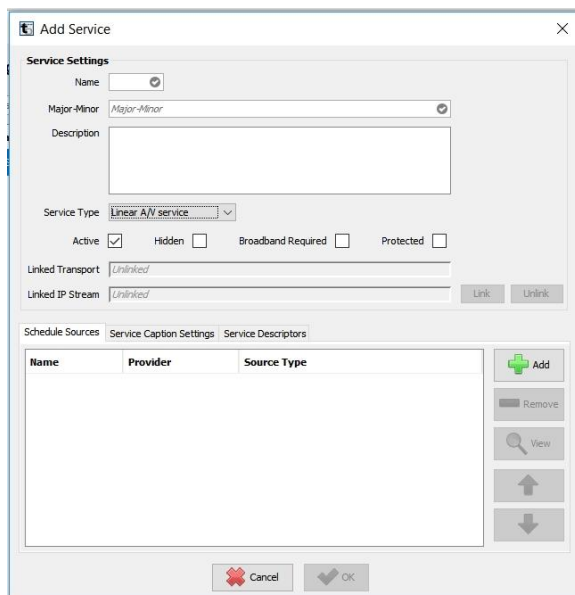 Add Service
Service Settings
Name
Major-Minor Major-Minor
Description
Service Type Linear A/V service
Active Hidden Broadband Required Protected
Linked Transport Unlinked
Linked IP Stream Unlinked Link Unlink
Schedule Sources Service Caption Settings Service Descriptors
Name Provider Source Type
Add
Remove
View
Cancel OK